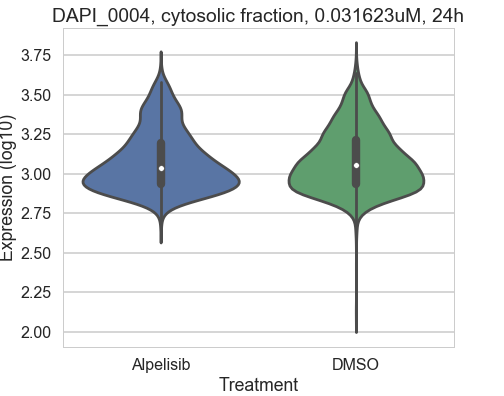 DAPI_0004, cytosolic fraction, 0.031623uM, 24h
Expression (log10)
3.75
3.50
3.25
3.00
2.75
2.50
2.25
2.00
Alpelisib DMSO
Treatment